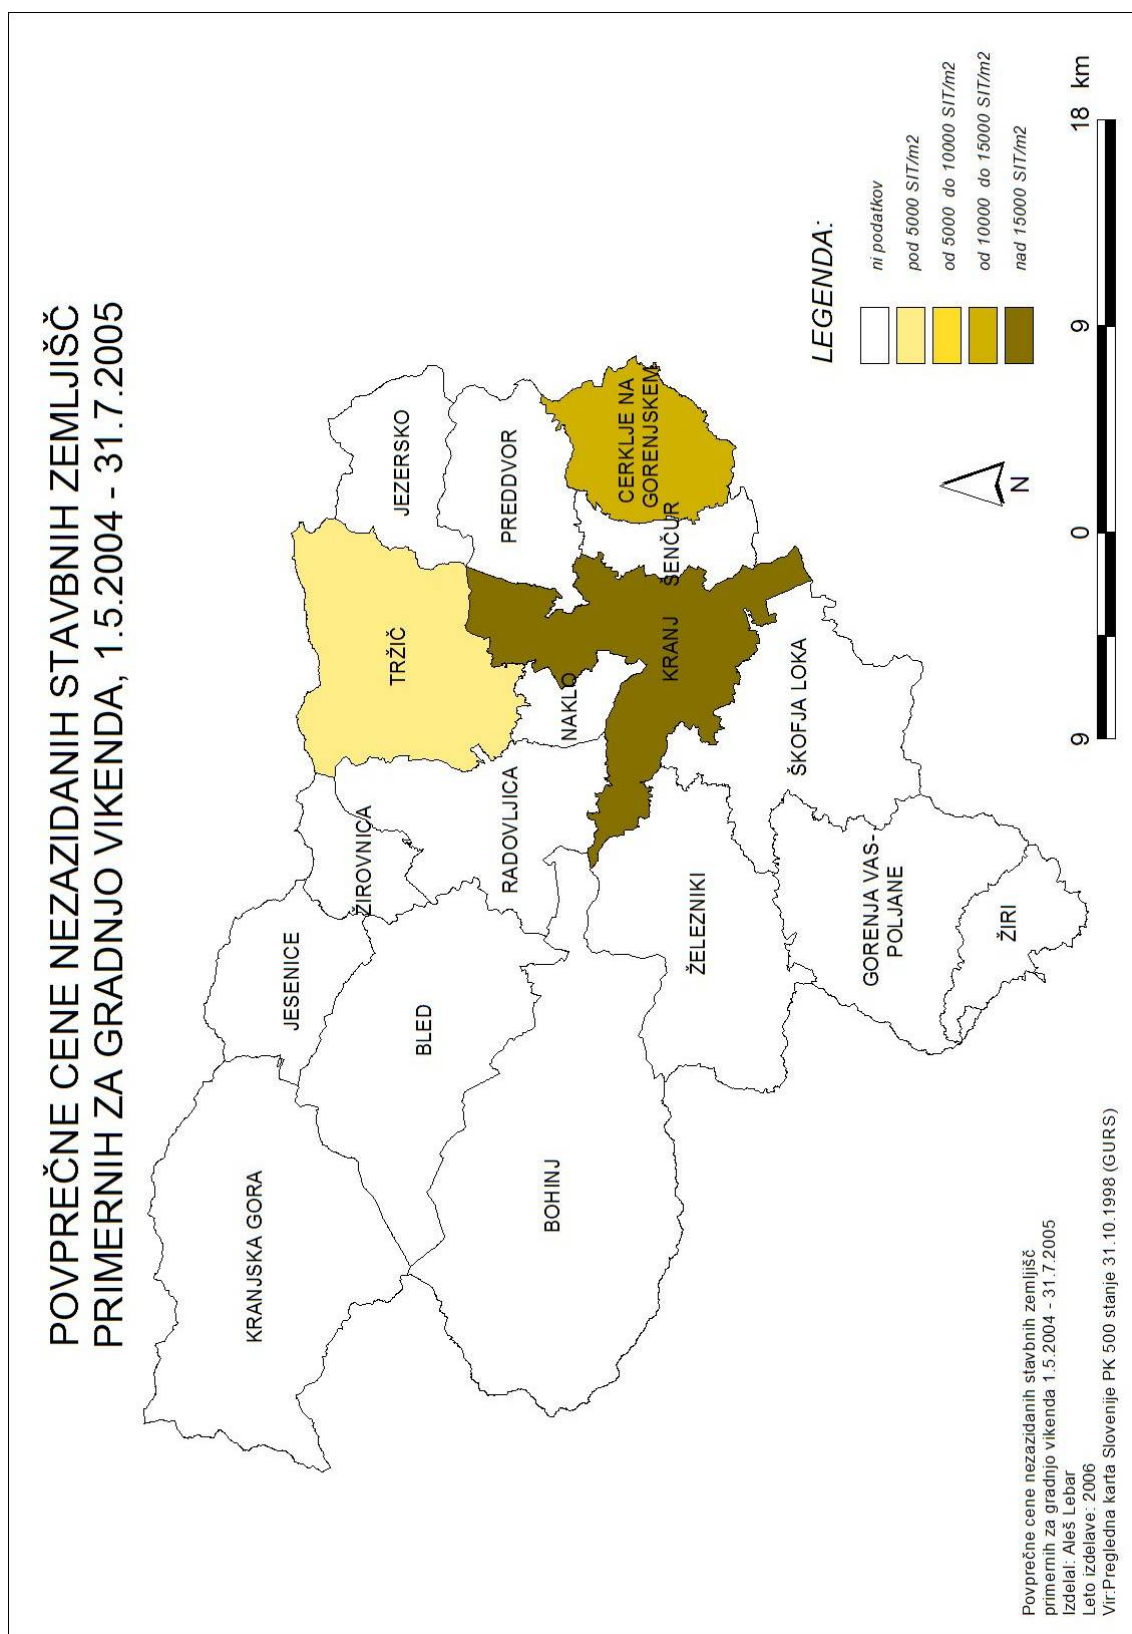 POVPREČNE CENE NEZAZIDANIH STAVBNIH ZEMLJIŠČ
PRIMERNIH ZA GRADNJO VIKENDA, 1.5.2004 - 31.7.2005
KRANJSKA GORA
JESENICE
ŽIROVNICA
TRŽIČ
JEZERSKO
BLED
RADOVLJICA
NAKLO
PREDDVOR
BOHINJ
ŽELEZNIKI
KRANJ
ŠENČUR
CERKLJE NA
GORENJSKEM
ŠKOFJA LOKA
GORENJA VAS-
POLJANE
ŽIRI
LEGENDA:
ni podatkov
pod 5000 SIT/m2
od 5000 do 10000 SIT/m2
od 10000 do 15000 SIT/m2
nad 15000 SIT/m2
N
9 0 9 18 km
Povprečne cene nezazidanih stavbnih zemljišč
primernih za gradnjo vikenda 1.5.2004 - 31.7.2005
Izdelal: Aleš Lebar
Leto izdelave: 2006
Vir:Pregledna karta Slovenije PK 500 stanje 31.10.1998 (GURS)